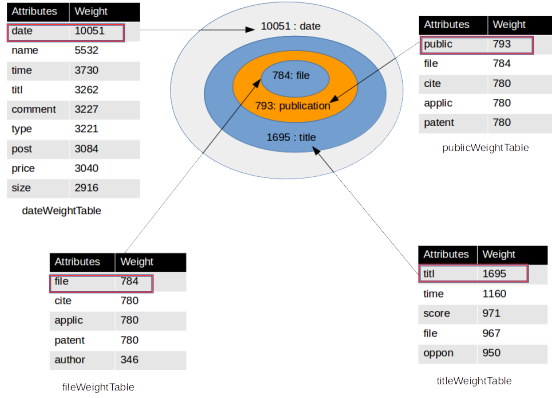 Attributes Weight
date 10051
name 5532
time 3730
titl 3262
comment 3227
type 3221
post 3084
price 3040
size 2916
dateWeightTable
10051 : date
784: file
793: publication
1695 : title
Attributes Weight
public 793
file 784
cite 780
applic 780
patent 780
publicWeightTable
Attributes Weight
file 784
cite 780
applic 780
patent 780
author 346
fileWeightTable
Attributes Weight
titl 1695
time 1160
score 971
file 967
oppon 950
titleWeightTable